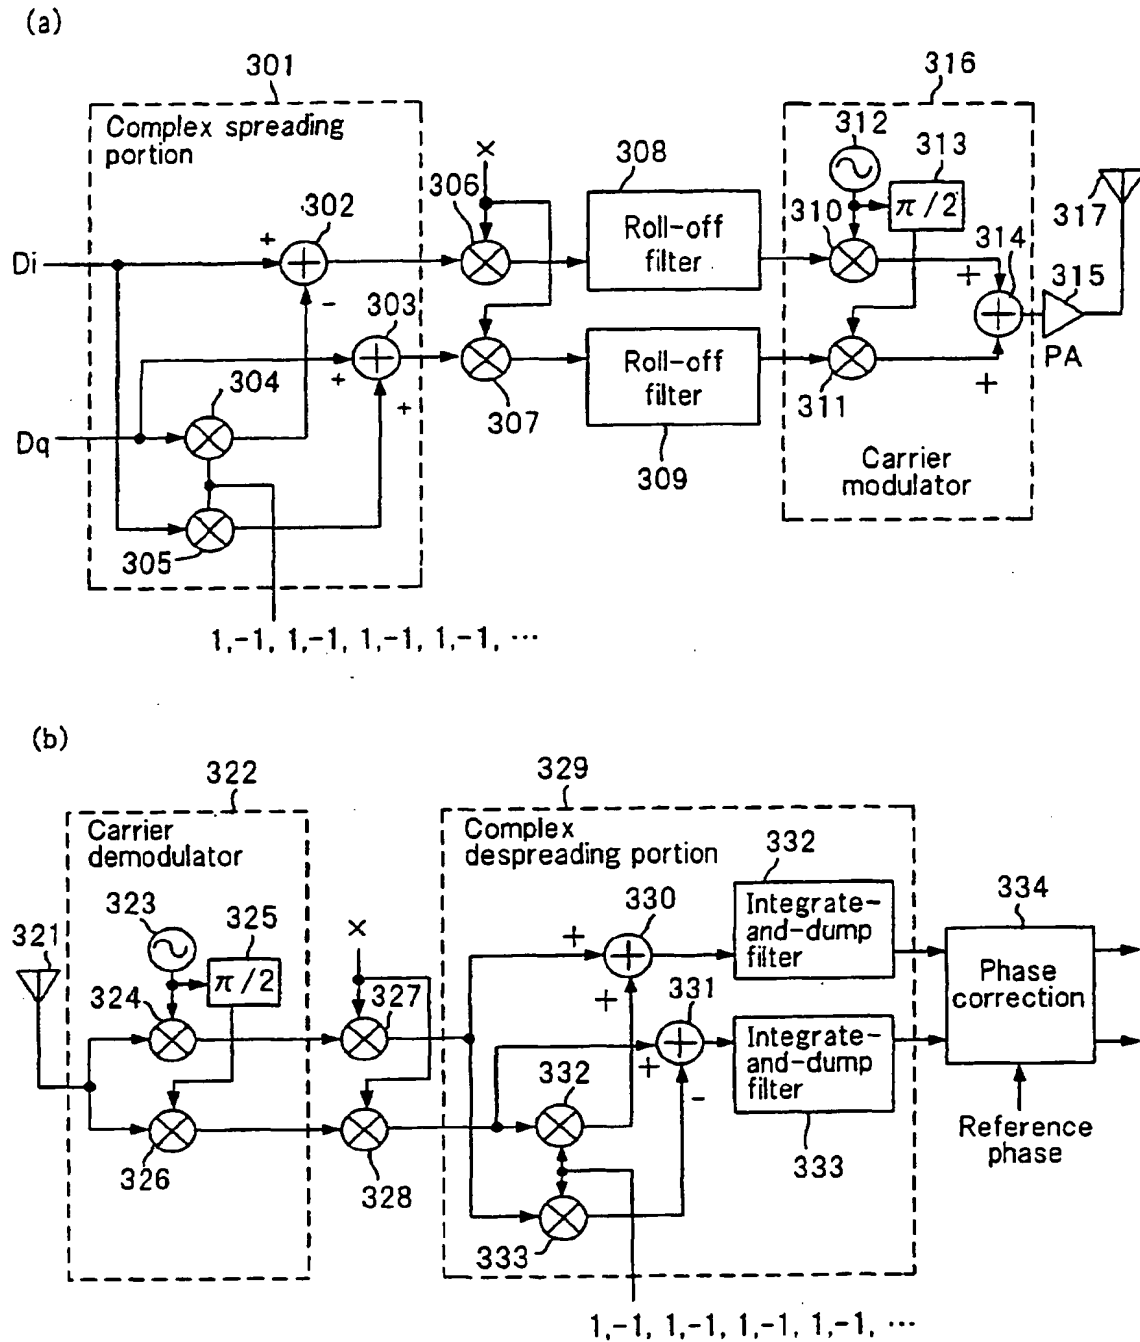 (a)
301
Complex spreading
portion
302
303
304
305
Di
Dq
+
-
+
+
1,-1, 1,-1, 1,-1, 1,-1, ···
X
306
307
308
Roll-off
filter
Roll-off
filter
309
316
312
313
π/2
310
311
314
+
+
315
PA
317
Carrier
modulator
(b)
322
Carrier
demodulator
321
323
325
π/2
324
326
X
327
328
329
Complex
despreading portion
330
331
332
333
+
+
+
-
332
Integrate-
and-dump
filter
Integrate-
and-dump
filter
333
334
Phase
correction
Reference
phase
1,-1, 1,-1, 1,-1, 1,-1, ···